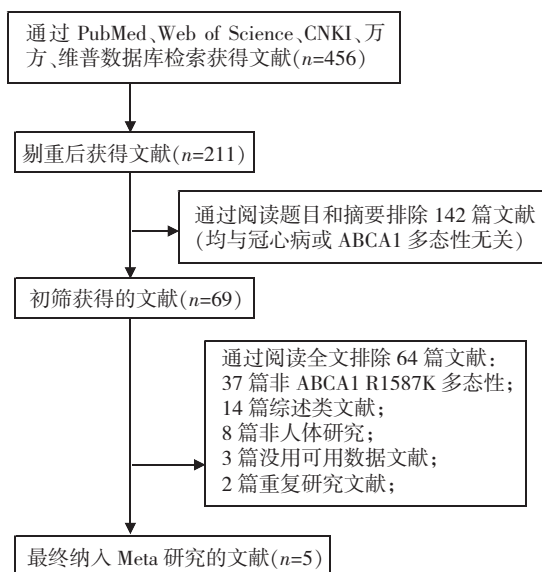 通过 PubMed、Web of Science、CNKI、万
方、维普数据库检索获得文献(n=456)
剔重后获得文献(n=211)
通过阅读题目和摘要排除 142 篇文献
(均与冠心病或 ABCA1 多态性无关)
初筛获得的文献(n=69)
通过阅读全文排除 64 篇文献：
37 篇非 ABCA1 R1587K 多态性；
14 篇综述类文献；
8 篇非人体研究；
3 篇没用可用数据文献；
2 篇重复研究文献；
最终纳入 Meta 研究的文献(n=5)